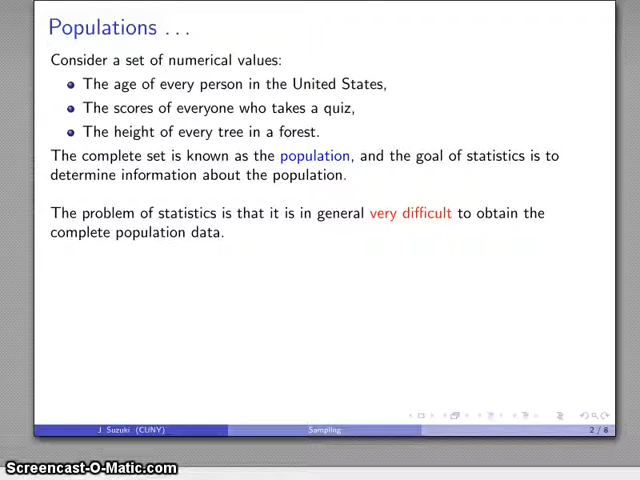 Populations . . .
Consider a set of numerical values:
The age of every person in the United States,
The scores of everyone who takes a quiz,
The height of every tree in a forest.
The complete set is known as the population, and the goal of statistics is to
determine information about the population.
The problem of statistics is that it is in general very difficult to obtain the
complete population data.
J. Suzuki (CUNY) Sampling 2 / 8
Screencast-O-Matic.com